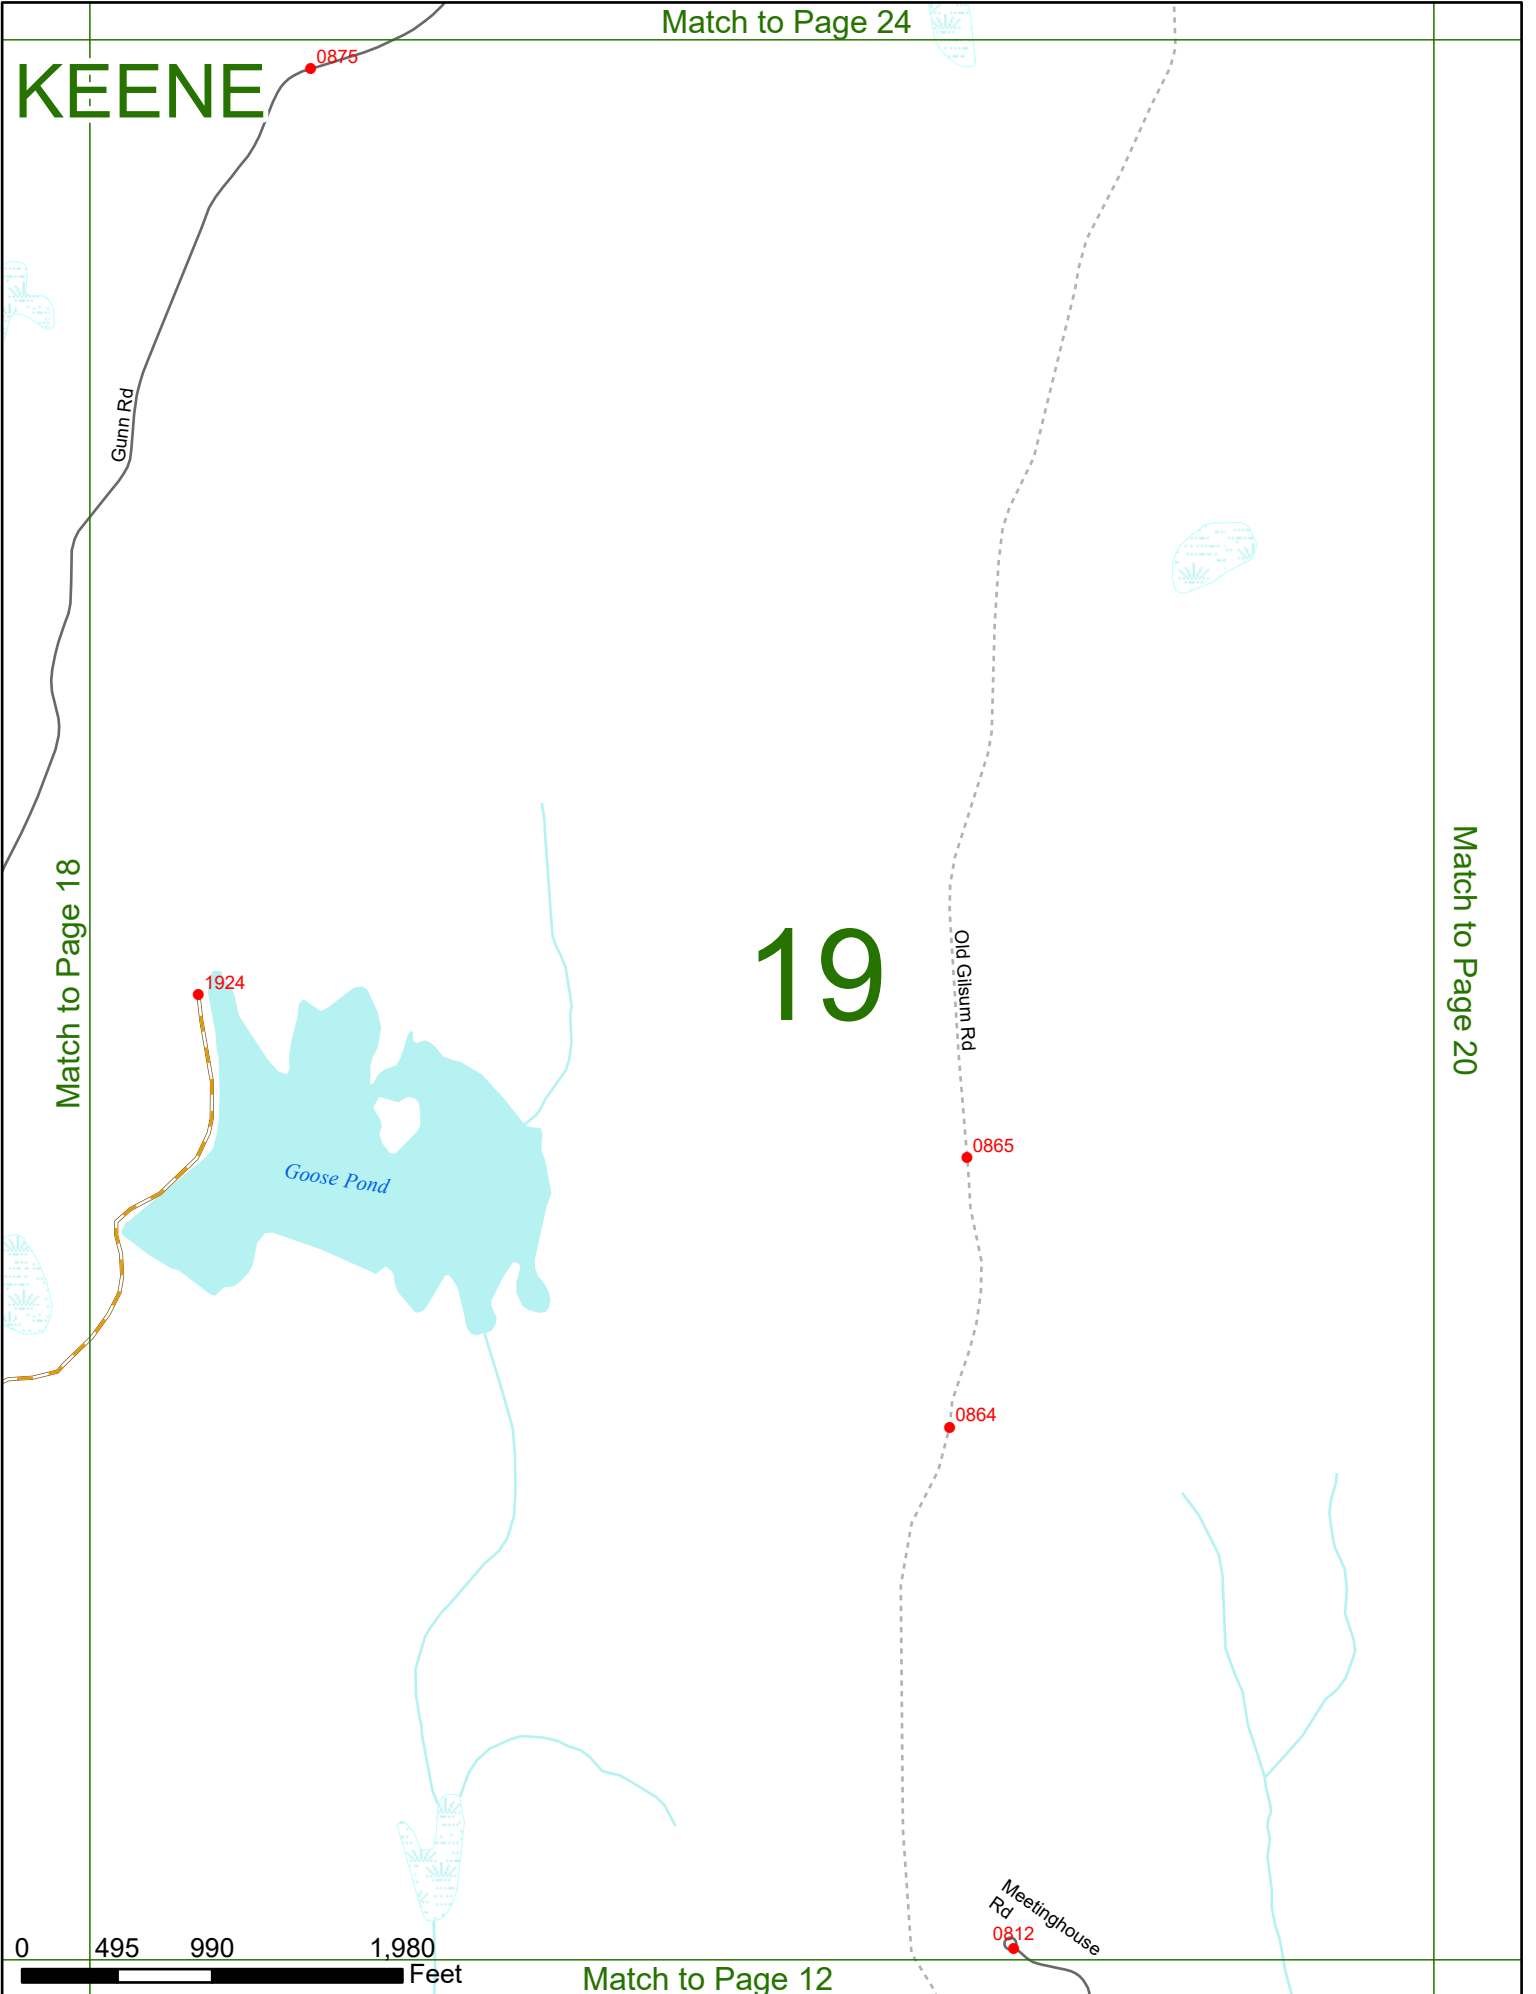 Match to Page 24
0875
KEENE
Gunn Rd
Match to Page 18
Match to Page 20
19
Old Gilsum Rd
1924
0865
Goose Pond
0864
Meetinghouse
Rd
0812
0 495 990 1,980
Feet
Match to Page 12